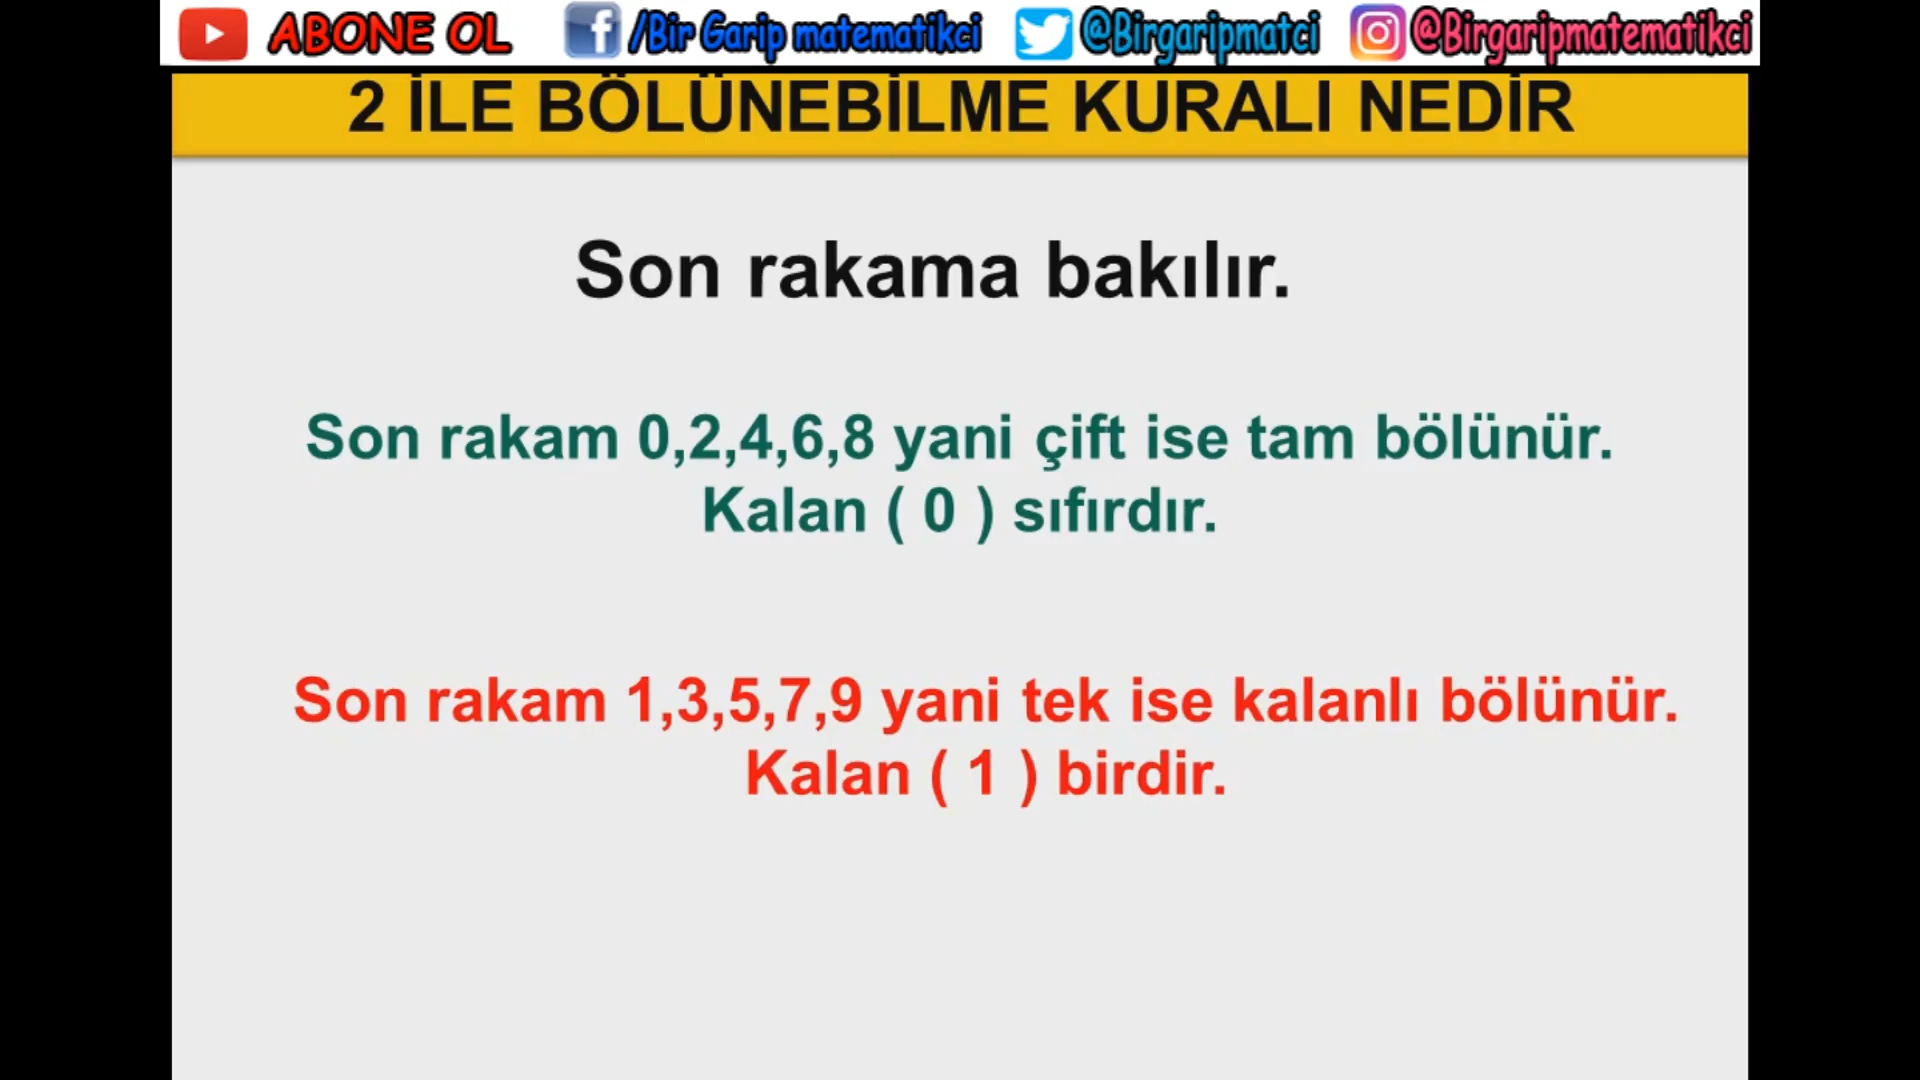 ABONE OL /Bir Garip matematikci @Birgaripmatci @Birgaripmatematikci
2 İLE BÖLÜNEBİLME KURALI NEDİR
Son rakama bakılır.
Son rakam 0,2,4,6,8 yani çift ise tam bölünür.
Kalan ( 0 ) sıfırdır.
Son rakam 1,3,5,7,9 yani tek ise kalanlı bölünür.
Kalan ( 1 ) birdir.